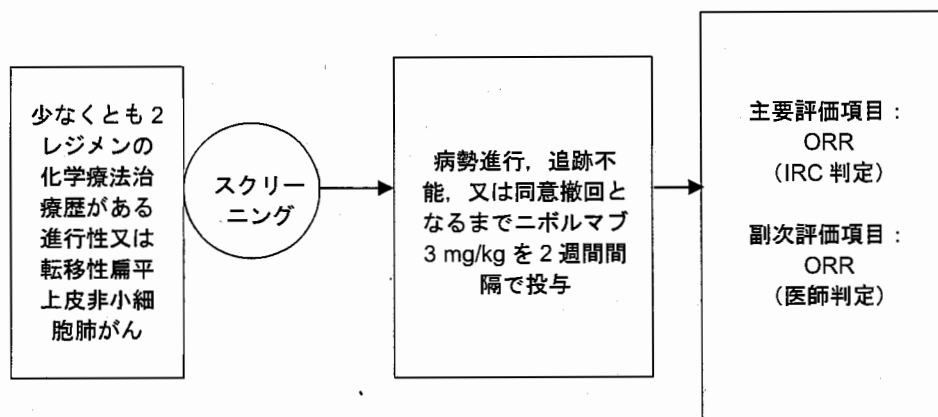 少なくとも 2
レジメンの
化学療法治
療歴がある
進行性又は
転移性扁平
上皮非小細
胞肺がん
スクリー
ニング
病勢進行，追跡不
能，又は同意撤回と
なるまでニボルマブ
3 mg/kg を 2 週間間
隔で投与
主要評価項目：
ORR
（IRC 判定）
副次評価項目：
ORR
（医師判定）